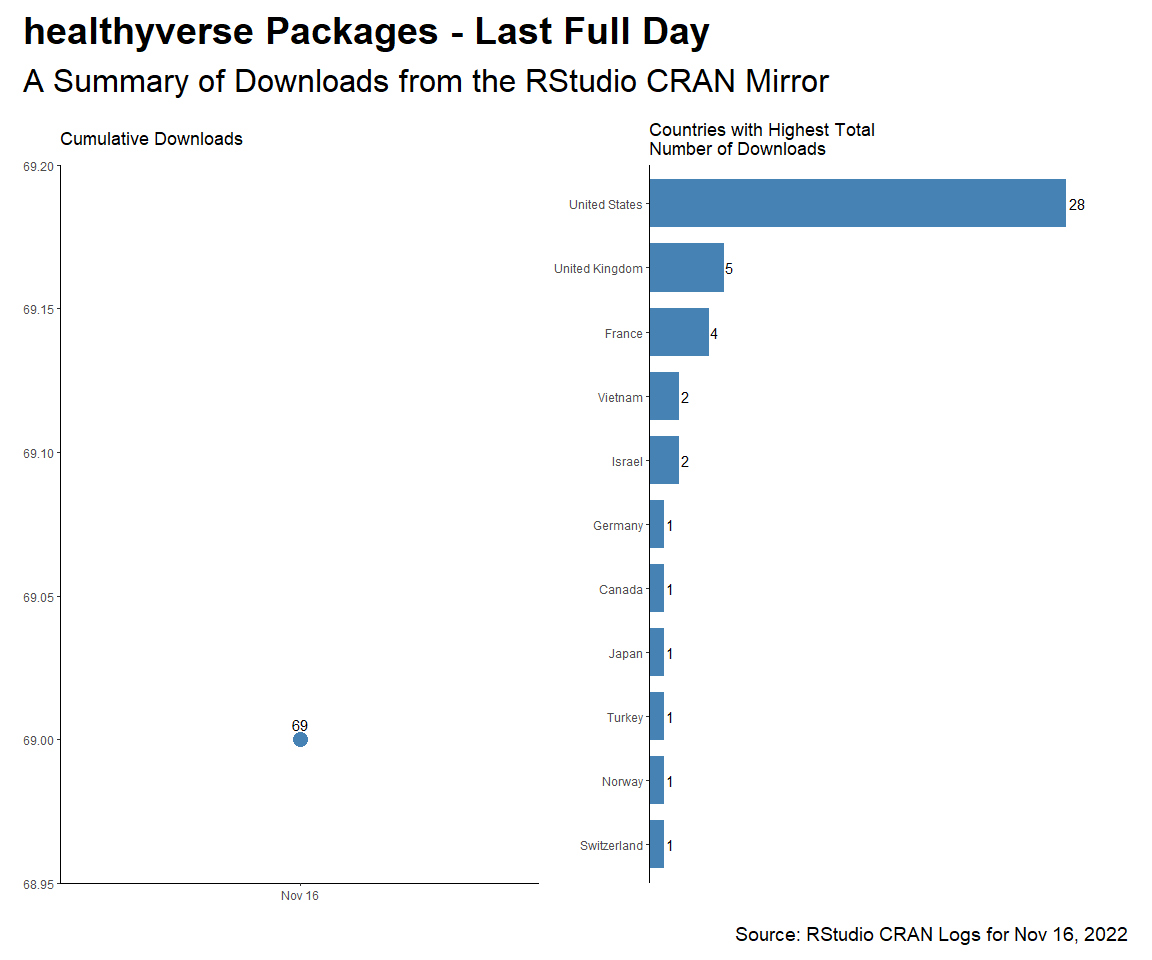 healthyverse Packages - Last Full Day
A Summary of Downloads from the RStudio CRAN Mirror
Cumulative Downloads
69.20
69.15
69.10
69.05
69.00
68.95
69
Nov 16
Countries with Highest Total
Number of Downloads
United States 28
United Kingdom 5
France 4
Vietnam 2
Israel 2
Germany 1
Canada 1
Japan 1
Turkey 1
Norway 1
Switzerland 1
Source: RStudio CRAN Logs for Nov 16, 2022